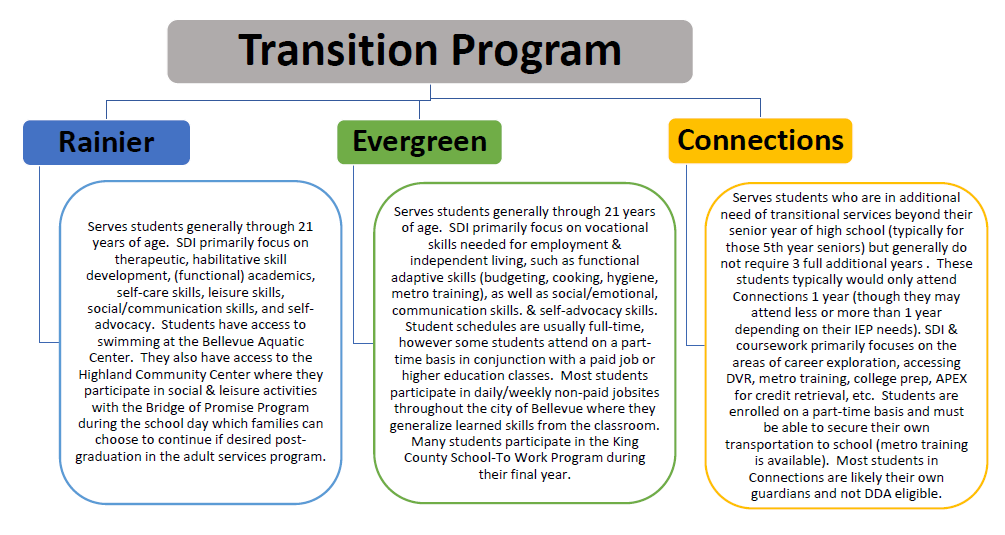 Transition Program
Rainier
Serves students generally through 21
years of age.  SDI primarily focus on
therapeutic, habilitative skill
development, (functional) academics,
self-care skills, leisure skills,
social/communication skills, and self-
advocacy.  Students have access to
swimming at the Bellevue Aquatic
Center.  They also have access to the
Highland Community Center where they
participate in social & leisure activities
with the Bridge of Promise Program
during the school day which families can
choose to continue if desired post-
graduation in the adult services program.
Evergreen
Serves students generally through 21 years
of age.  SDI primarily focus on vocational
skills needed for employment &
independent living, such as functional
adaptive skills (budgeting, cooking, hygiene,
metro training), as well as social/emotional,
communication skills. & self-advocacy skills.
Student schedules are usually full-time,
however some students attend on a part-
time basis in conjunction with a paid job or
higher education classes.  Most students
participate in daily/weekly non-paid jobsites
throughout the city of Bellevue where they
generalize learned skills from the classroom.
Many students participate in the King
County School-To Work Program during
their final year.
Connections
Serves students who are in additional
need of transitional services beyond their
senior year of high school (typically for
those 5th year seniors) but generally do
not require 3 full additional years .  These
students typically would only attend
Connections 1 year (though they may
attend less or more than 1 year
depending on their IEP needs). SDI &
coursework primarily focuses on the
areas of career exploration, accessing
DVR, metro training, college prep, APEX
for credit retrieval, etc.  Students are
enrolled on a part-time basis and must
be able to secure their own
transportation to school (metro training
is available).  Most students in
Connections are likely their own
guardians and not DDA eligible.